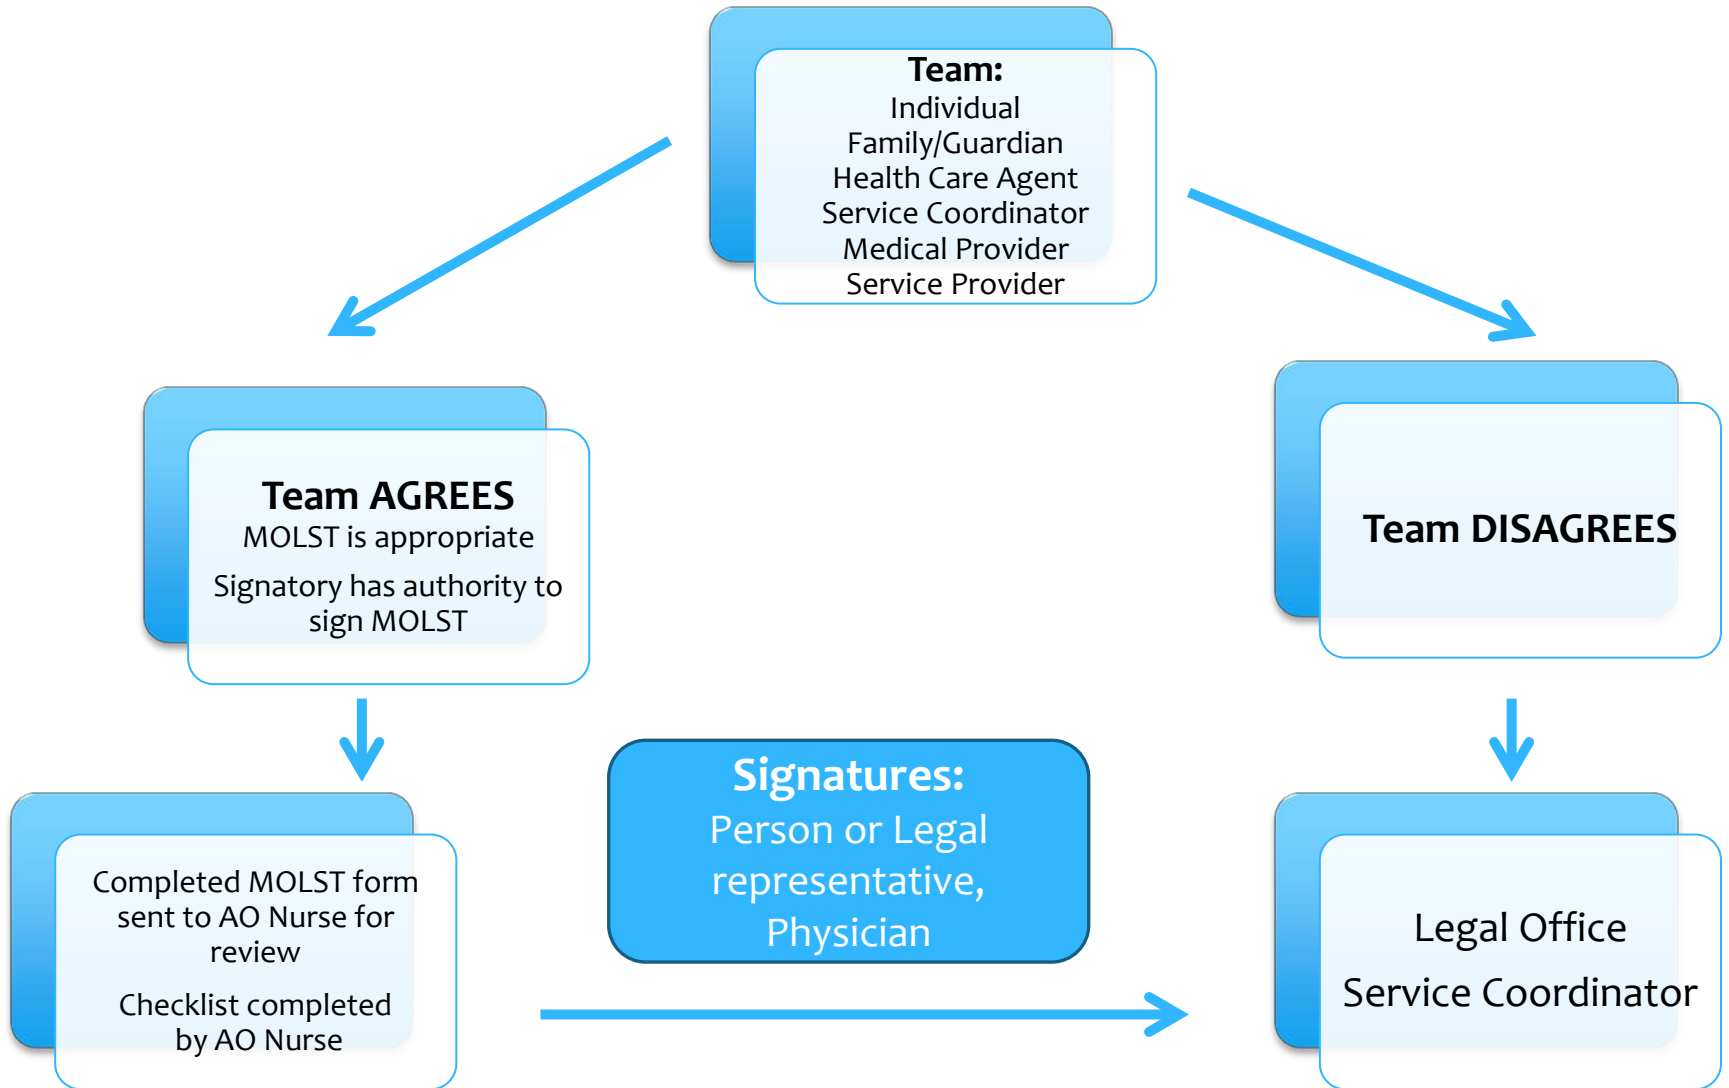 Team:
Individual
Family/Guardian
Health Care Agent
Service Coordinator
Medical Provider
Service Provider
Team AGREES
MOLST is appropriate
Signatory has authority to
sign MOLST
Team DISAGREES
Completed MOLST form
sent to AO Nurse for
review
Checklist completed
by AO Nurse
Signatures:
Person or Legal
representative,
Physician
Legal Office
Service Coordinator